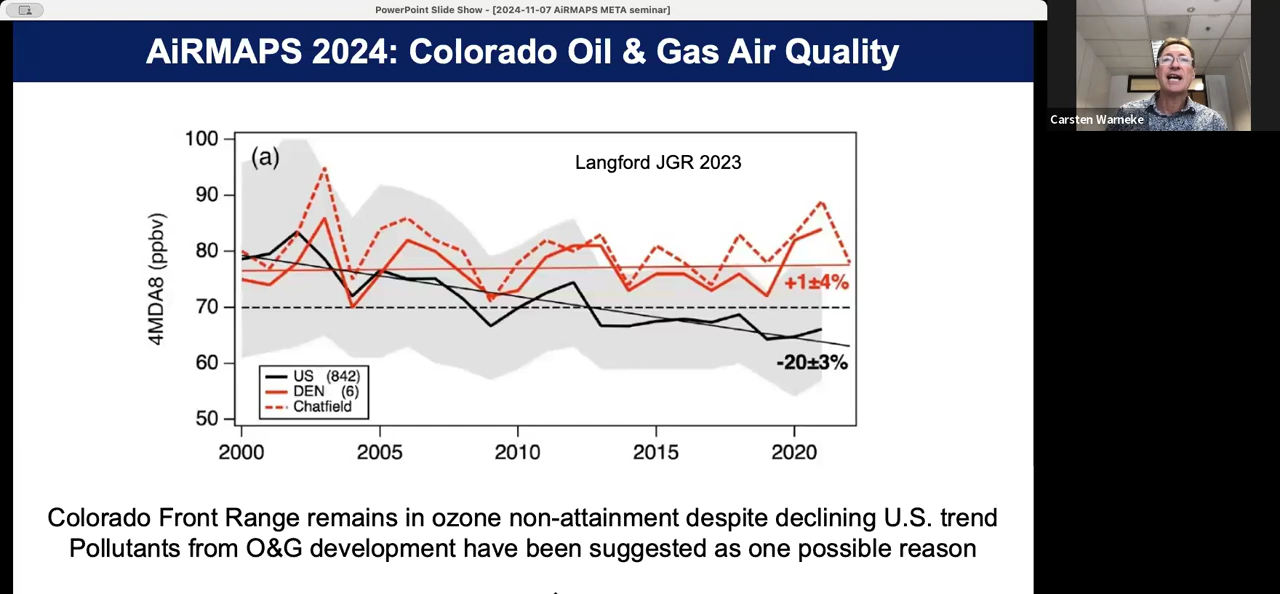 PowerPoint Slide Show - [2024-11-07 AiRMAPS META seminar]
AiRMAPS 2024: Colorado Oil & Gas Air Quality
Carsten Warneke
(a)
Langford JGR 2023
100
90
80
70
60
50
4MDA8 (ppbv)
+1±4%
-20±3%
US (842)
DEN (6)
Chatfield
2000 2005 2010 2015 2020
Colorado Front Range remains in ozone non-attainment despite declining U.S. trend
Pollutants from O&G development have been suggested as one possible reason